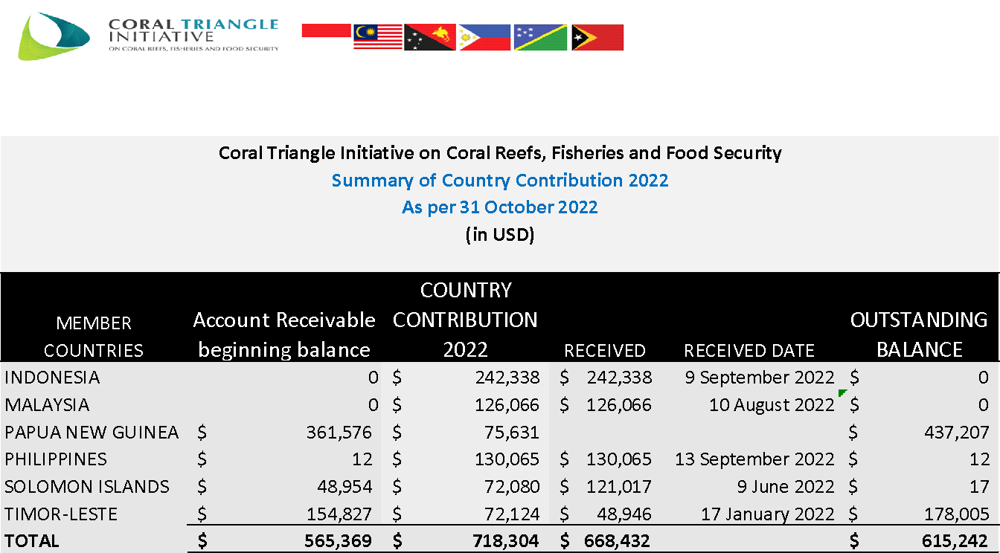 CORAL TRIANGLE
INITIATIVE
ON CORAL REEFS, FISHERIES AND FOOD SECURITY
Coral Triangle Initiative on Coral Reefs, Fisheries and Food Security
Summary of Country Contribution 2022
As per 31 October 2022
(in USD)
MEMBER COUNTRIES Account Receivable beginning balance COUNTRY CONTRIBUTION 2022 RECEIVED RECEIVED DATE OUTSTANDING BALANCE
INDONESIA 0 $ 242,338 $ 242,338 9 September 2022 $ 0
MALAYSIA 0 $ 126,066 $ 126,066 10 August 2022 $ 0
PAPUA NEW GUINEA $ 361,576 $ 75,631 $ 437,207
PHILIPPINES $ 12 $ 130,065 $ 130,065 13 September 2022 $ 12
SOLOMON ISLANDS $ 48,954 $ 72,080 $ 121,017 9 June 2022 $ 17
TIMOR-LESTE $ 154,827 $ 72,124 $ 48,946 17 January 2022 $ 178,005
TOTAL $ 565,369 $ 718,304 $ 668,432 $ 615,242